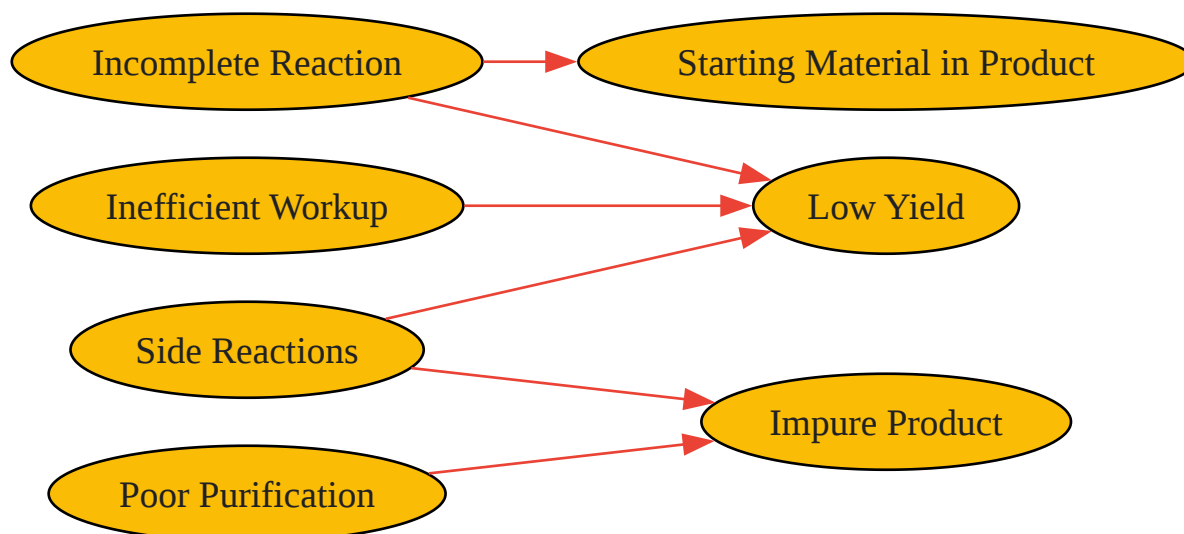 Incomplete Reaction
Starting Material in Product
Inefficient Workup
Low Yield
Side Reactions
Impure Product
Poor Purification